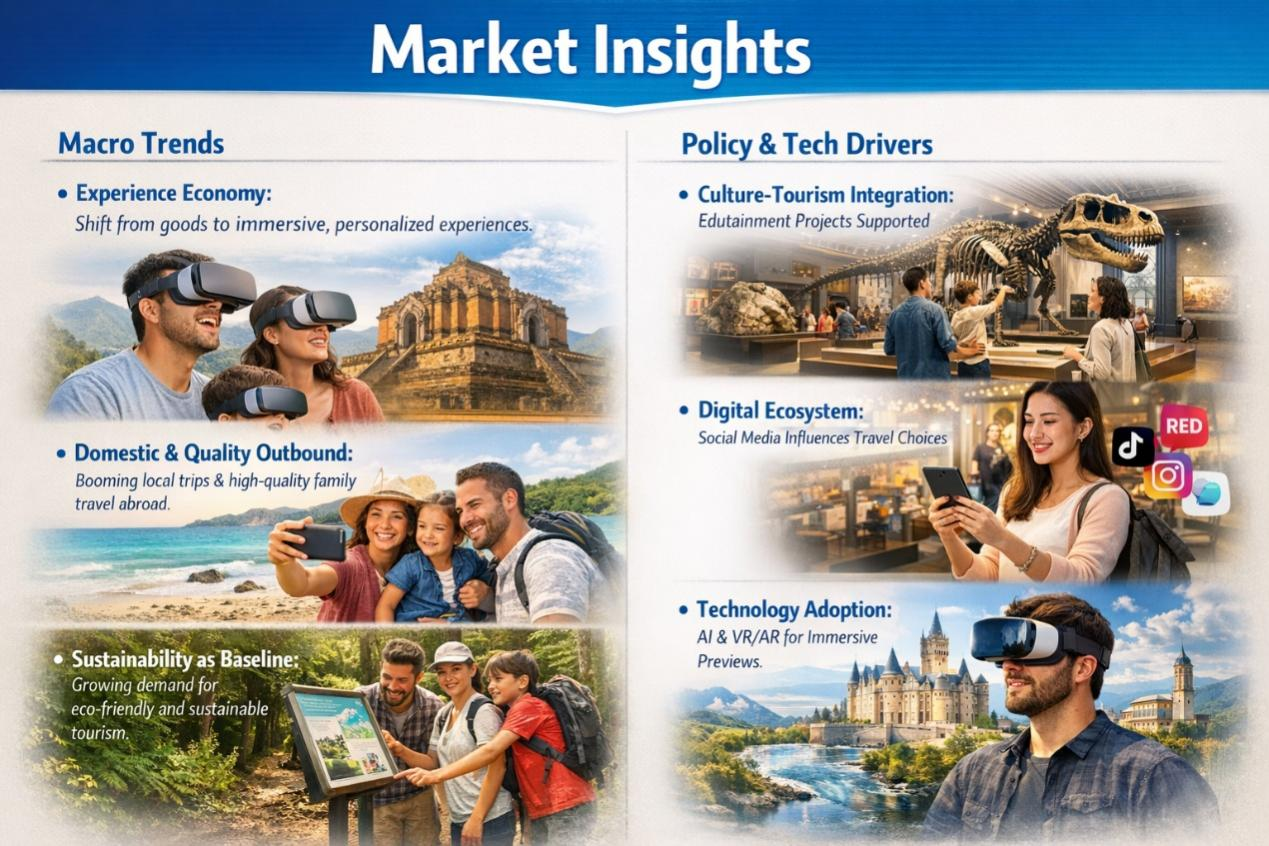 Market Insights
Macro Trends
• Experience Economy:
Shift from goods to immersive, personalized experiences.
• Domestic & Quality Outbound:
Booming local trips & high-quality family
travel abroad.
• Sustainability as Baseline:
Growing demand for
eco-friendly and sustainable
tourism.
Policy & Tech Drivers
• Culture-Tourism Integration:
Edutainment Projects Supported
• Digital Ecosystem:
Social Media Influences Travel Choices
RED
• Technology Adoption:
AI & VR/AR for Immersive
Previews.